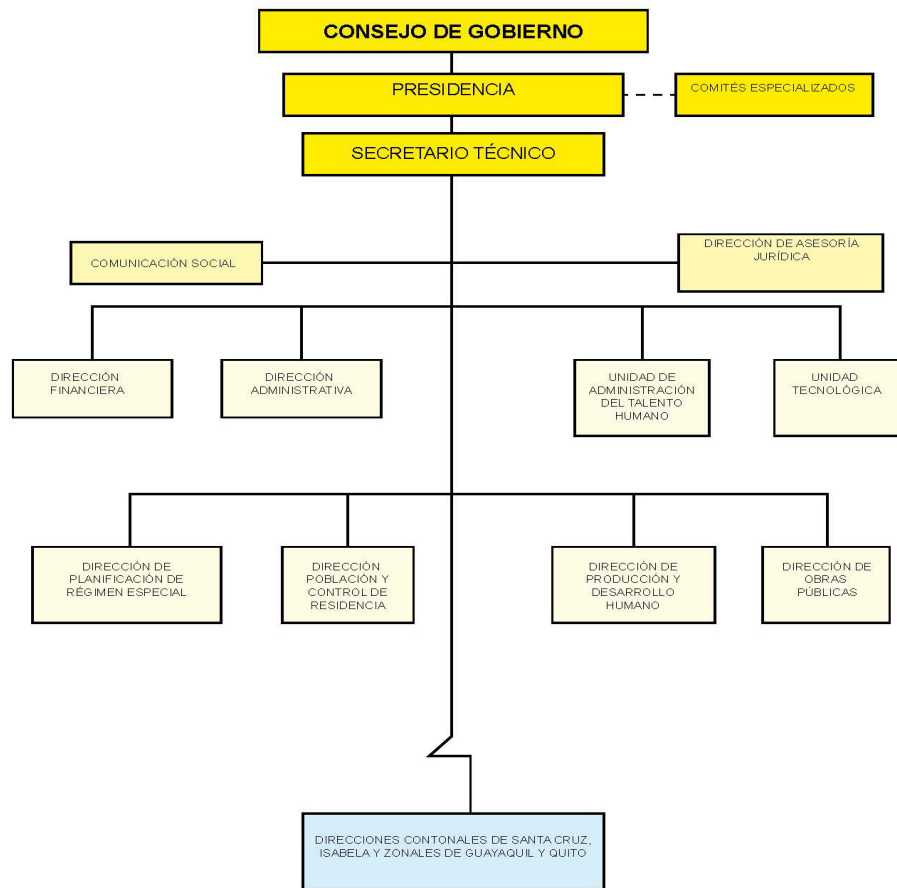 CONSEJO DE GOBIERNO
PRESIDENCIA
COMITÉS ESPECIALIZADOS
SECRETARIO TÉCNICO
COMUNICACIÓN SOCIAL
DIRECCIÓN DE ASESORÍA
JURÍDICA
DIRECCIÓN
FINANCIERA
DIRECCIÓN
ADMINISTRATIVA
UNIDAD DE
ADMINISTRACIÓN
DEL TALENTO
HUMANO
UNIDAD
TECNOLÓGICA
DIRECCIÓN DE
PLANIFICACIÓN DE
RÉGIMEN ESPECIAL
DIRECCIÓN
POBLACIÓN Y
CONTROL DE
RESIDENCIA
DIRECCIÓN DE
PRODUCCIÓN Y
DESARROLLO
HUMANO
DIRECCIÓN DE
OBRAS
PÚBLICAS
DIRECCIONES CONTONALES DE SANTA CRUZ,
ISABELA Y ZONALES DE GUAYAQUIL Y QUITO